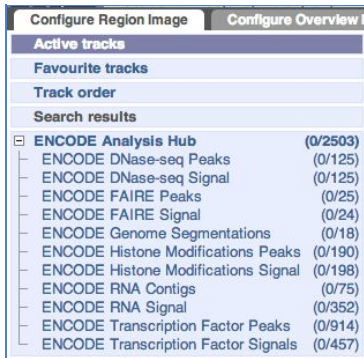 Configure Region Image Configure Overview
Active tracks
Favourite tracks
Track order
Search results
ENCODE Analysis Hub (0/2503)
ENCODE DNase-seq Peaks (0/125)
ENCODE DNase-seq Signal (0/125)
ENCODE FAIRE Peaks (0/25)
ENCODE FAIRE Signal (0/24)
ENCODE Genome Segmentations (0/18)
ENCODE Histone Modifications Peaks (0/190)
ENCODE Histone Modifications Signal (0/198)
ENCODE RNA Contigs (0/75)
ENCODE RNA Signal (0/352)
ENCODE Transcription Factor Peaks (0/914)
ENCODE Transcription Factor Signals (0/457)